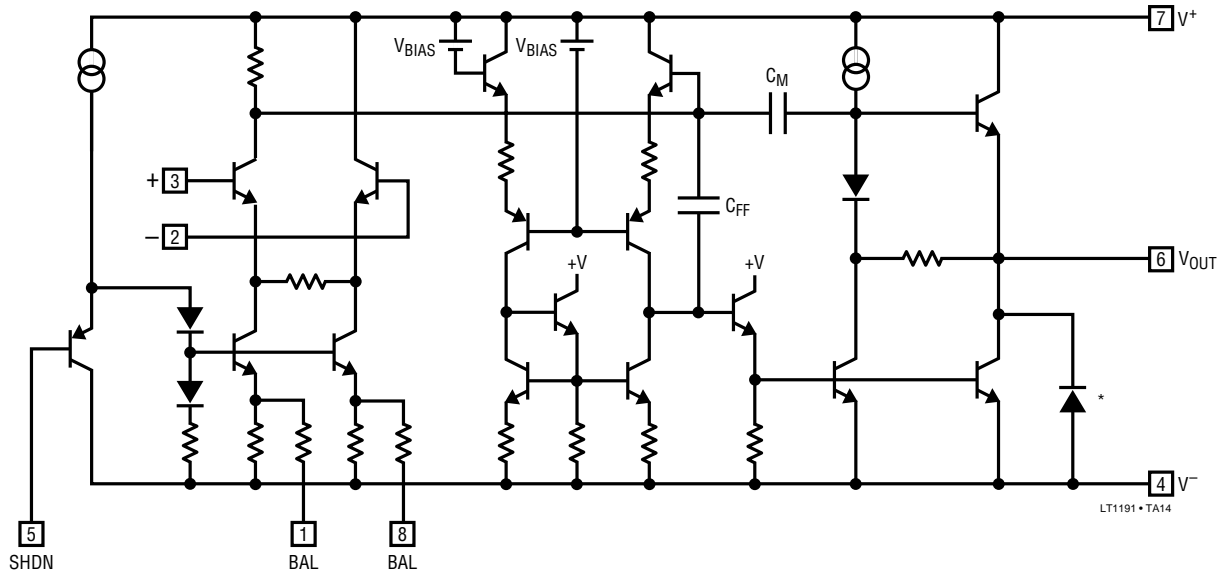 7 V+
VBIAS
VBIAS
CM
+ 3
CFF
− 2
+V
+V
6 VOUT
*
4 V−
LT1191 • TA14
5
SHDN
1
BAL
8
BAL